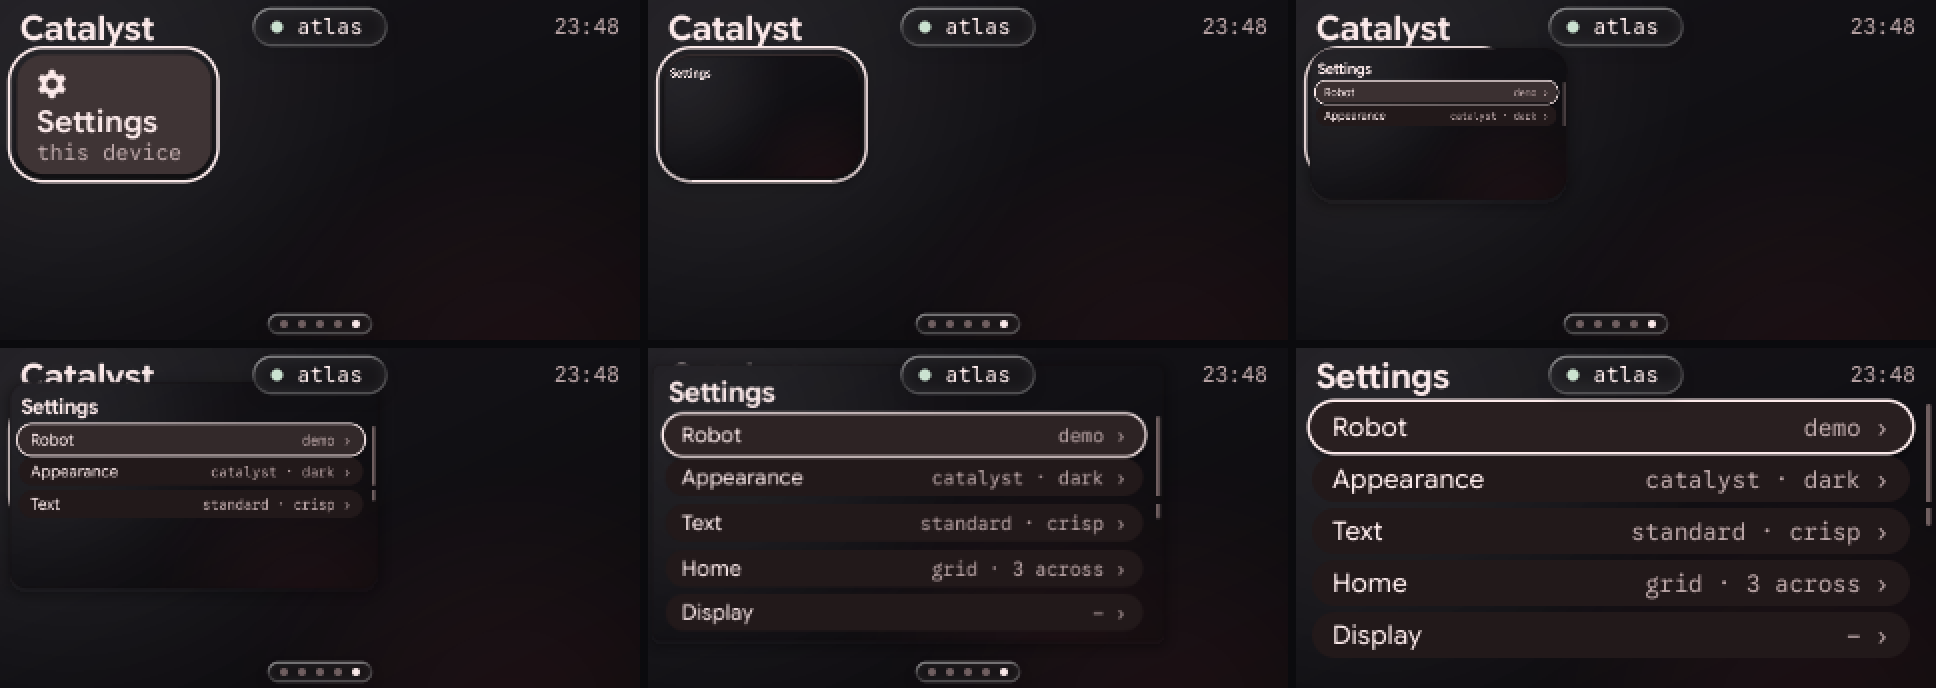 Catalyst atlas 23:48
Settings
this device
Catalyst atlas 23:48
Settings
Catalyst atlas 23:48
Settings
Robot demo ›
Appearance catalyst · dark ›
Catalyst atlas 23:48
Settings
Robot demo ›
Appearance catalyst · dark ›
Text standard · crisp ›
atlas 23:48
Settings
Robot demo ›
Appearance catalyst · dark ›
Text standard · crisp ›
Home grid · 3 across ›
Display – ›
Settings atlas 23:48
Robot demo ›
Appearance catalyst · dark ›
Text standard · crisp ›
Home grid · 3 across ›
Display – ›